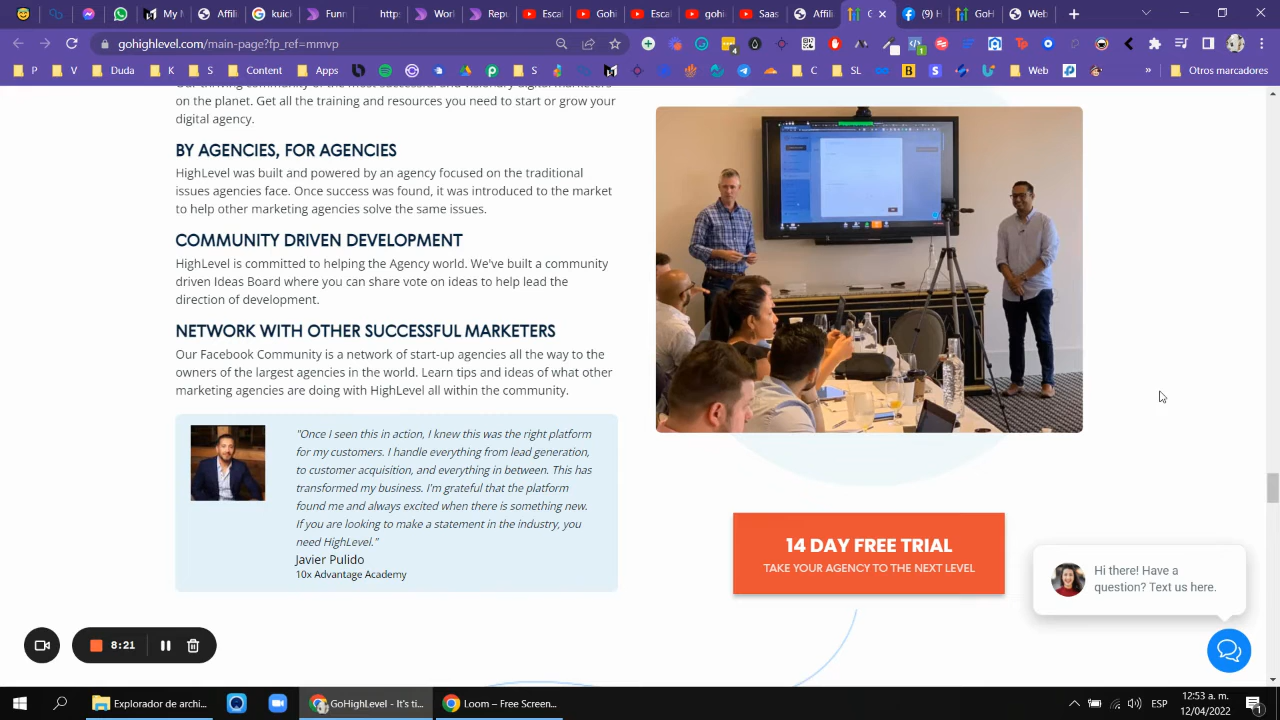 Affiliat
Googl
http
Repu
Escal
Gohi
Escal
Saas
Affili
G
Gohi
Web
gohighlevel.com/main-page?fp_ref=mmvp
P
V
Duda
K
S
Content
Apps
S
C
SL
Web
Otros marcadores
on the planet. Get all the training and resources you need to start or grow your
digital agency.
BY AGENCIES, FOR AGENCIES
HighLevel was built and powered by an agency focused on the traditional
issues agencies face. Once success was found, it was introduced to the market
to help other marketing agencies solve the same issues.
COMMUNITY DRIVEN DEVELOPMENT
HighLevel is committed to helping the Agency world. We've built a community
driven Ideas Board where you can share vote on ideas to help lead the
direction of development.
NETWORK WITH OTHER SUCCESSFUL MARKETERS
Our Facebook Community is a network of start-up agencies all the way to the
owners of the largest agencies in the world. Learn tips and ideas of what other
marketing agencies are doing with HighLevel all within the community.
"Once I seen this in action, I knew this was the right platform
for my customers. I handle everything from lead generation,
to customer acquisition, and everything in between. This has
transformed my business. I'm grateful that the platform
found me and always excited when there is something new.
If you are looking to make a statement in the industry, you
need HighLevel."
Javier Pulido
10x Advantage Academy
14 DAY FREE TRIAL
TAKE YOUR AGENCY TO THE NEXT LEVEL
Hi there! Have a
question? Text us here.
8:21
Explorador de archi...
GoHighLevel - It's ti...
Loom – Free Screen...
ESP
12:53 a. m.
12/04/2022